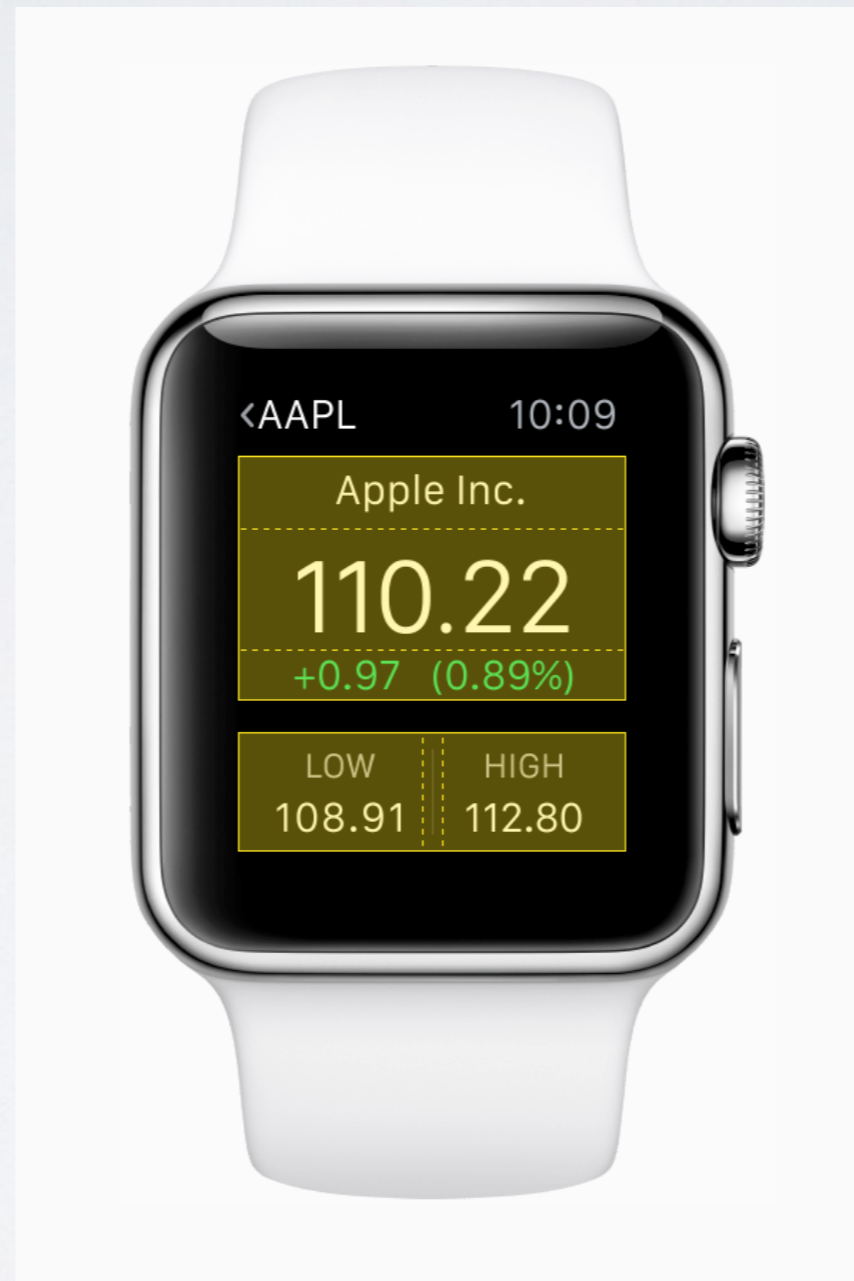 ‹AAPL 10:09
Apple Inc.
110.22
+0.97 (0.89%)
LOW HIGH
108.91 112.80